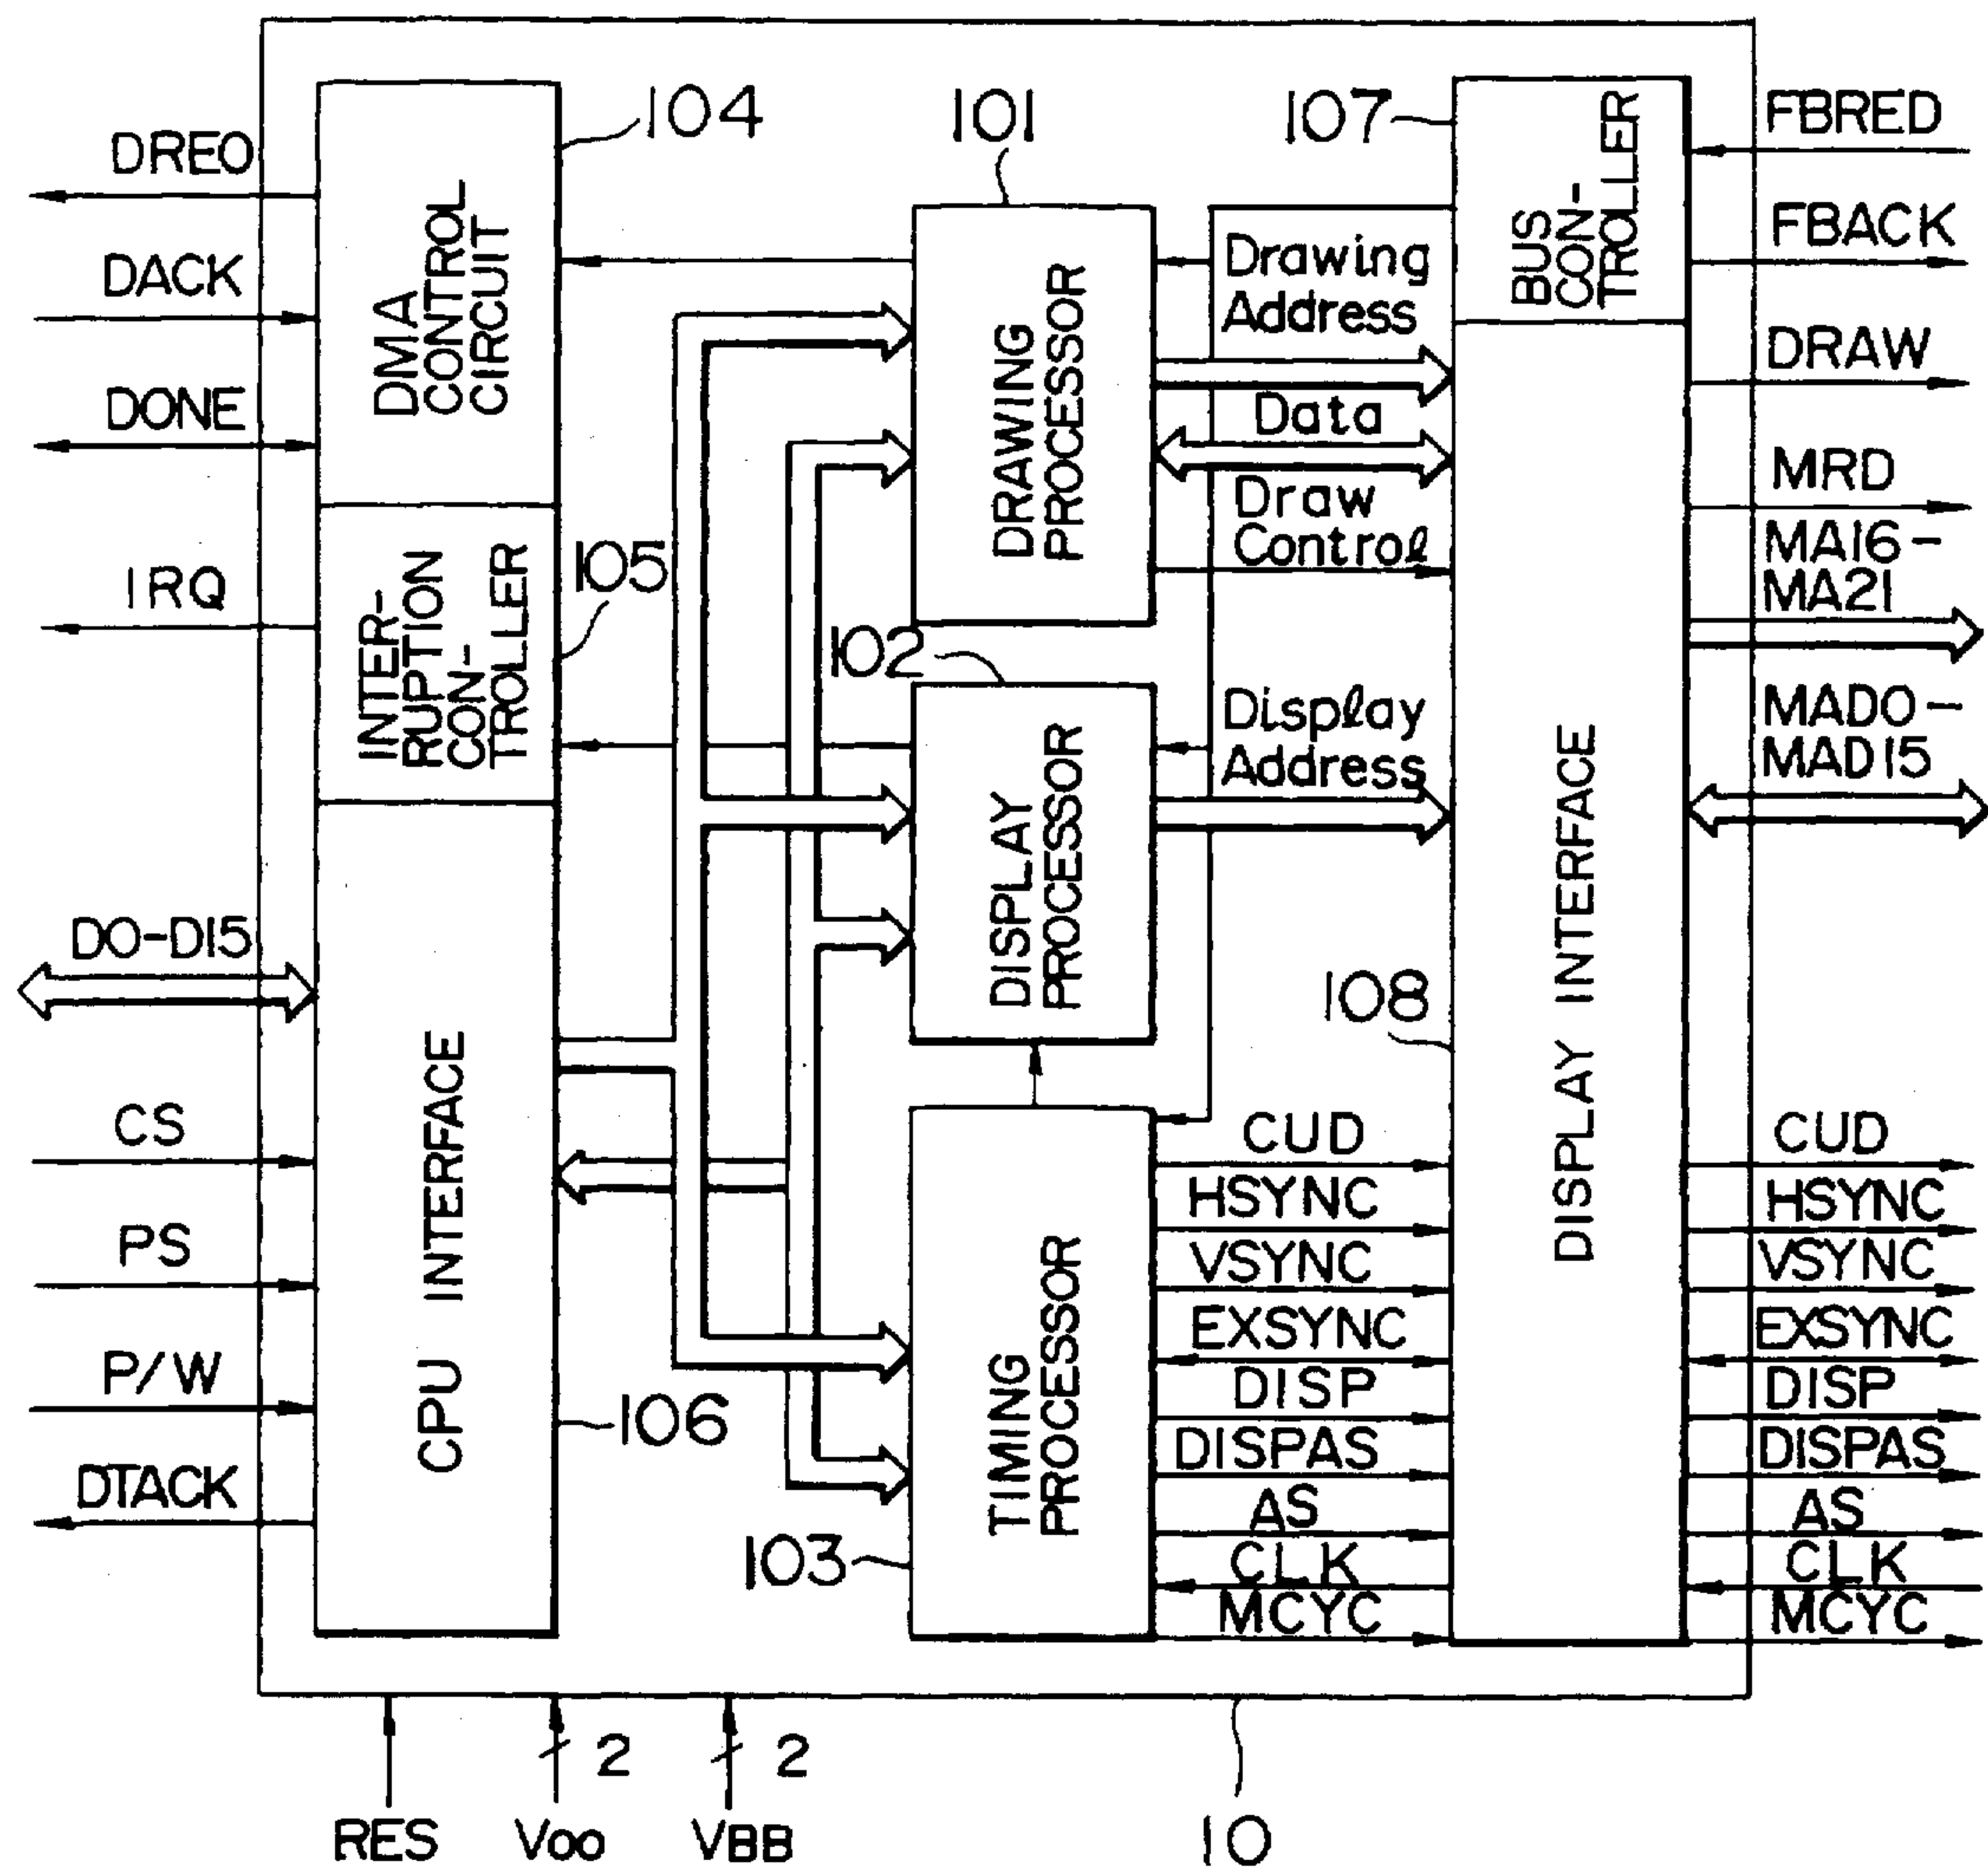 DREO
DACK
DONE
IRQ
DO-D15
CS
PS
P/W
DTACK
DMA
CONTROL
CIRCUIT
104
INTER-
RUPTION
CON-
TROLLER
105
CPU INTERFACE
106
101
DRAWING
PROCESSOR
102
DISPLAY
PROCESSOR
103
TIMING
PROCESSOR
Drawing
Address
Data
Draw
Control
Display
Address
CUD
HSYNC
VSYNC
EXSYNC
DISP
DISPAS
AS
CLK
MCYC
107
BUS
CON-
TROLLER
108
DISPLAY INTERFACE
FBRED
FBACK
DRAW
MRD
MA16-
MA21
MAD0-
MAD15
CUD
HSYNC
VSYNC
EXSYNC
DISP
DISPAS
AS
CLK
MCYC
2
2
RES
Voo
VBB
10